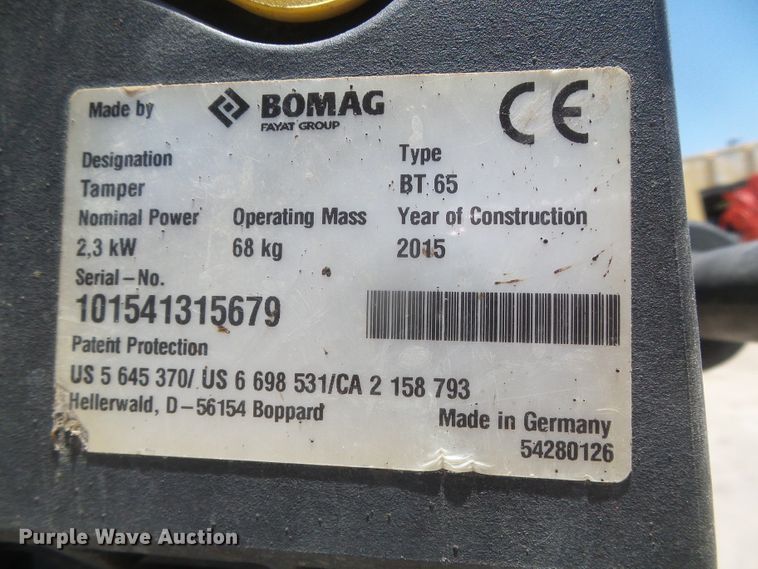 Made by BOMAG CE
FAYAT GROUP
Designation Type
Tamper BT 65
Nominal Power Operating Mass Year of Construction
2,3 kW 68 kg 2015
Serial-No.
101541315679
Patent Protection
US 5 645 370/ US 6 698 531/CA 2 158 793
Hellerwald, D-56154 Boppard
Made in Germany
54280126
Purple Wave Auction®